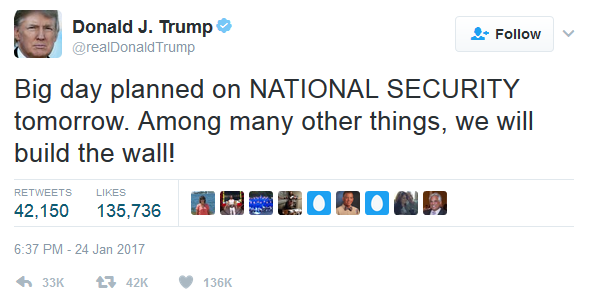 Donald J. Trump
@realDonaldTrump
Follow
Big day planned on NATIONAL SECURITY
tomorrow. Among many other things, we will
build the wall!
RETWEETS LIKES
42,150 135,736
6:37 PM - 24 Jan 2017
33K 42K 136K